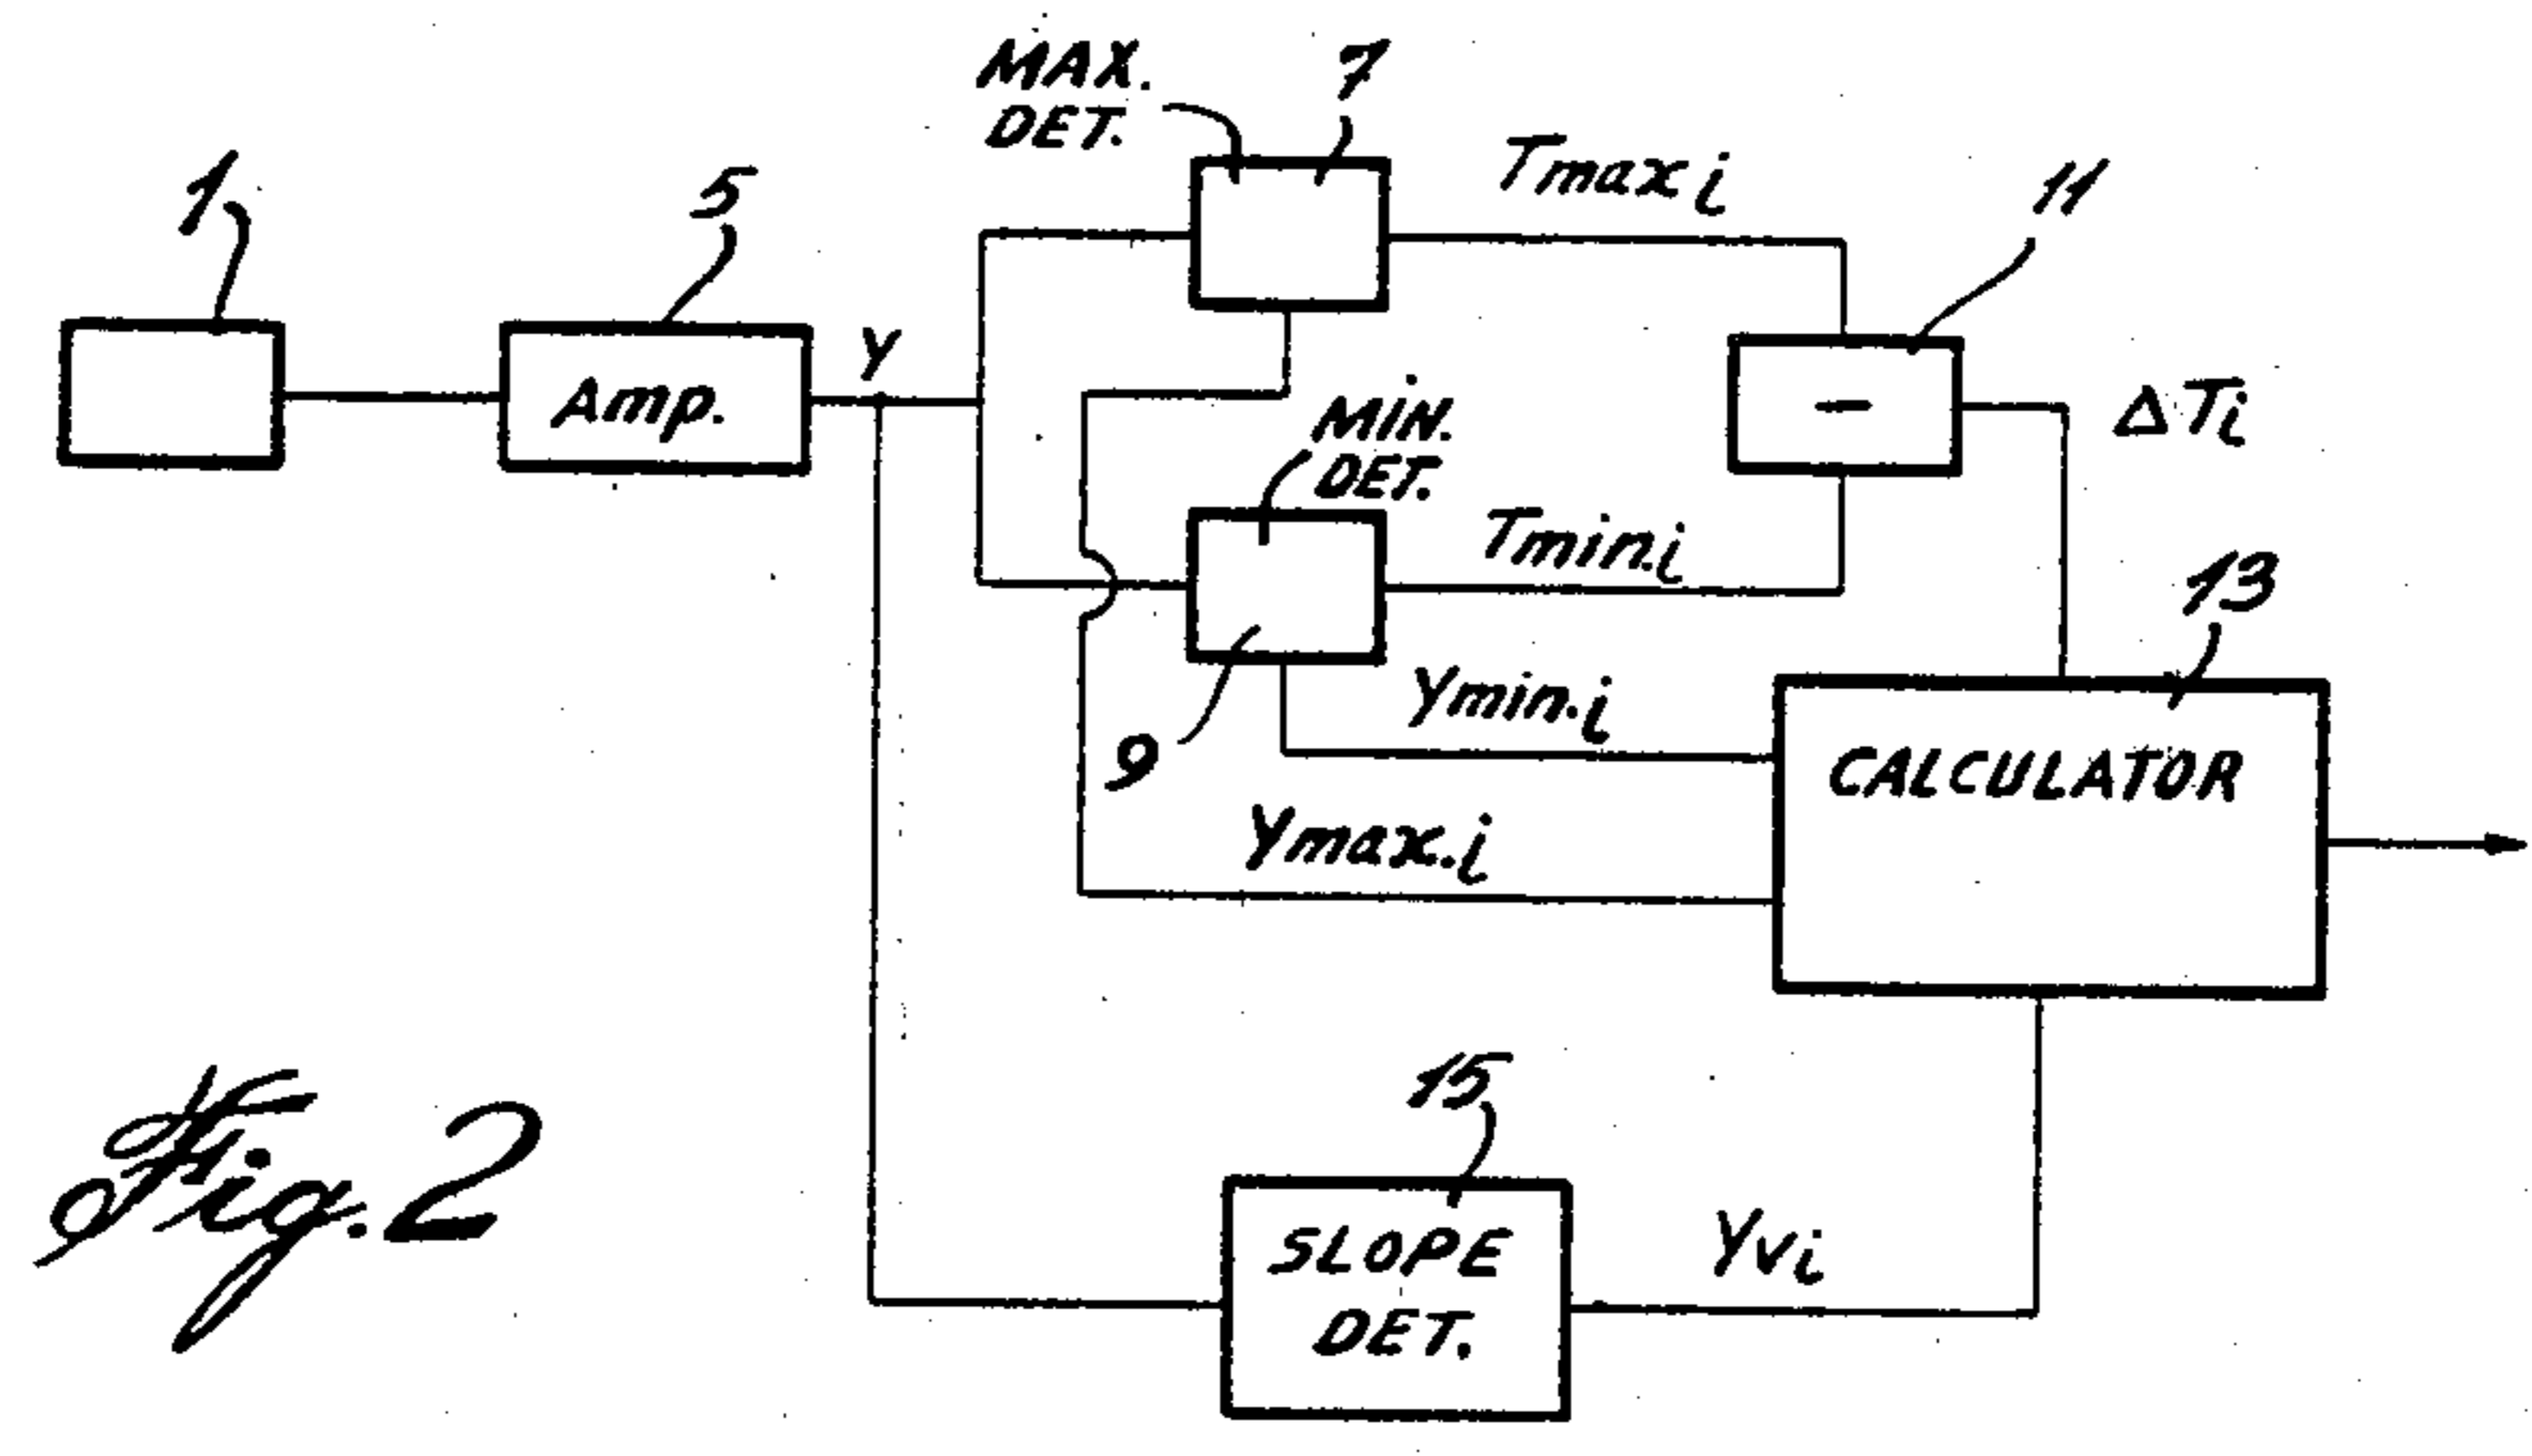 MAX.
DET.
7
1
5
Tmax i
11
Y
Amp.
MIN.
DET.
−
ΔTi
Tmin.i
13
9
Ymin.i
CALCULATOR
Ymax.i
15
Fig. 2
SLOPE
DET.
Yvi